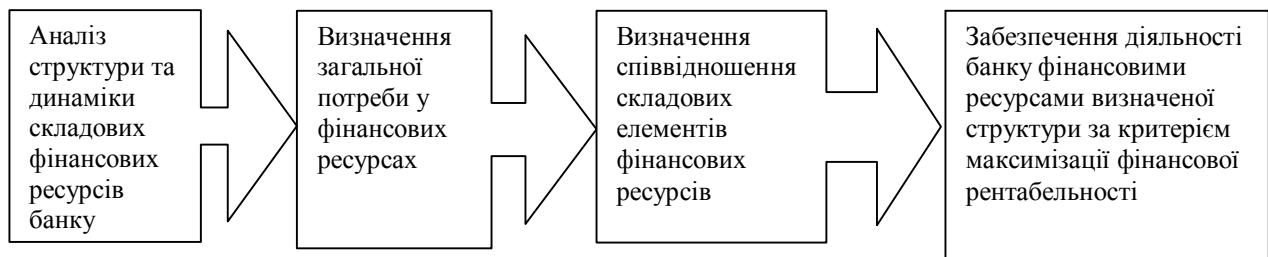 Аналіз
структури та
динаміки
складових
фінансових
ресурсів
банку
Визначення
загальної
потреби у
фінансових
ресурсах
Визначення
співвідношення
складових
елементів
фінансових
ресурсів
Забезпечення діяльності
банку фінансовими
ресурсами визначеної
структури за критерієм
максимізації фінансової
рентабельності